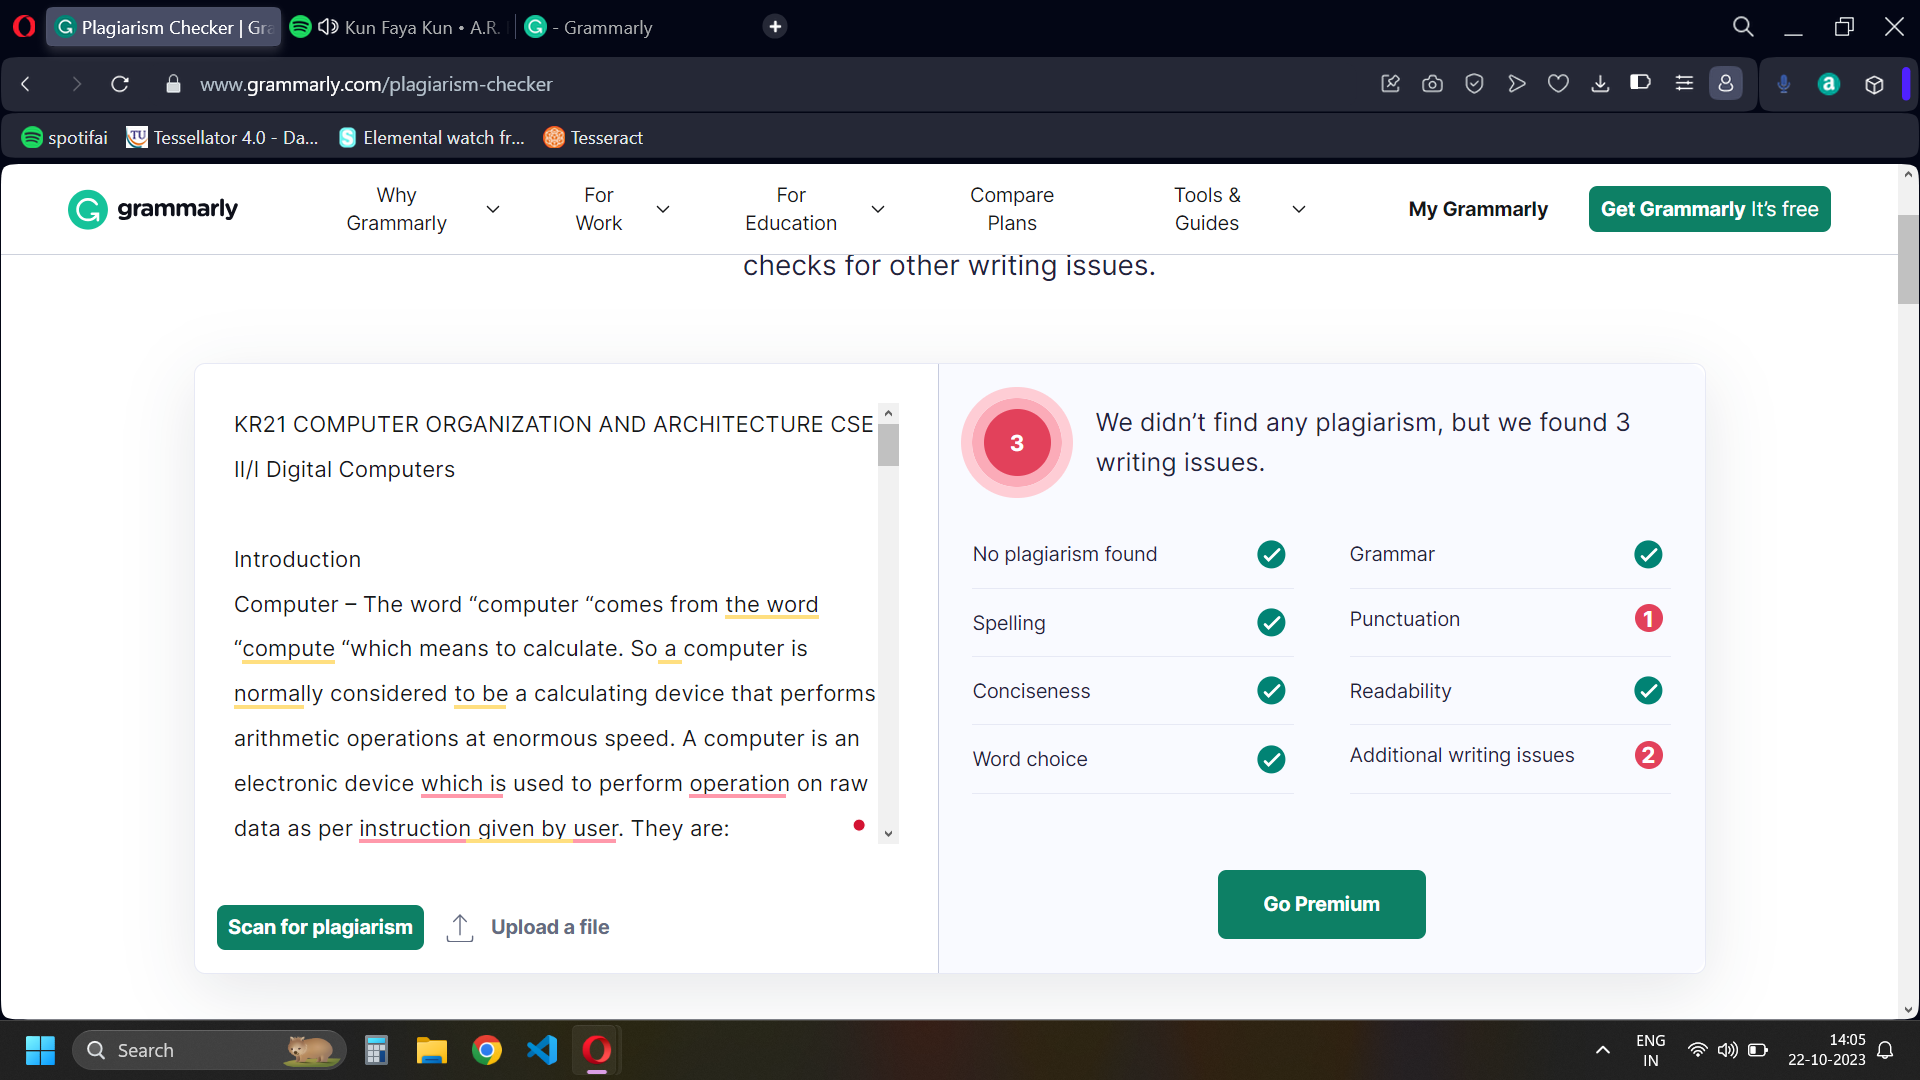 Plagiarism Checker | Gra
Kun Faya Kun • A.R.
- Grammarly
www.grammarly.com/plagiarism-checker
spotifai
TU
Tessellator 4.0 - Da...
Elemental watch fr...
Tesseract
grammarly
Why
Grammarly
For
Work
For
Education
Compare
Plans
Tools &
Guides
My Grammarly
Get Grammarly It's free
checks for other writing issues.
KR21 COMPUTER ORGANIZATION AND ARCHITECTURE CSE
II/I Digital Computers
Introduction
Computer – The word “computer “comes from the word
“compute “which means to calculate. So a computer is
normally considered to be a calculating device that performs
arithmetic operations at enormous speed. A computer is an
electronic device which is used to perform operation on raw
data as per instruction given by user. They are:
Scan for plagiarism
Upload a file
3
We didn’t find any plagiarism, but we found 3
writing issues.
No plagiarism found
Grammar
Spelling
Punctuation
1
Conciseness
Readability
Word choice
Additional writing issues
2
Go Premium
Search
ENG
IN
14:05
22-10-2023